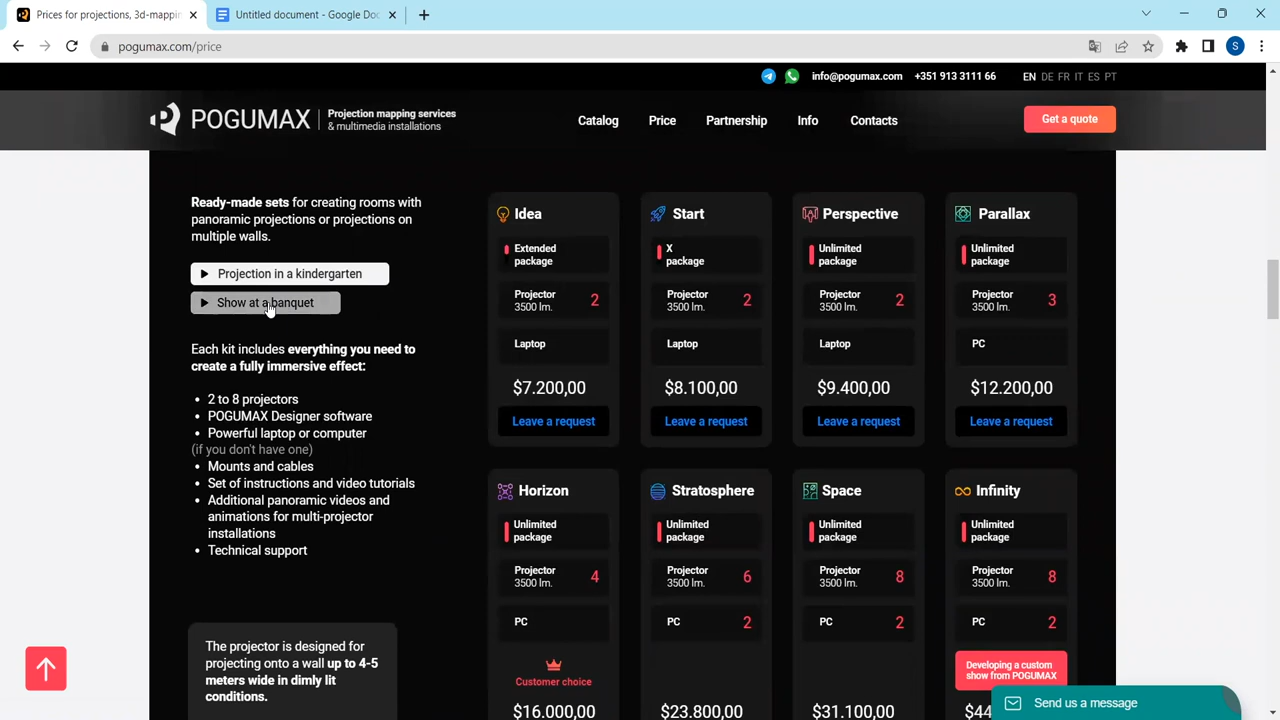 Prices for projections, 3d-mappin
Untitled document - Google Doc
pogumax.com/price
S
info@pogumax.com +351 913 3111 66 EN DE FR IT ES PT
POGUMAX
Projection mapping services
& multimedia installations
Catalog Price Partnership Info Contacts
Get a quote
Ready-made sets for creating rooms with
panoramic projections or projections on
multiple walls.
Projection in a kindergarten
Show at a banquet
Each kit includes everything you need to
create a fully immersive effect:
• 2 to 8 projectors
• POGUMAX Designer software
• Powerful laptop or computer
(if you don't have one)
• Mounts and cables
• Set of instructions and video tutorials
• Additional panoramic videos and
animations for multi-projector
installations
• Technical support
The projector is designed for
projecting onto a wall up to 4-5
meters wide in dimly lit
conditions.
Idea
Extended
package
Projector
3500 lm.
2
Laptop
$7.200,00
Leave a request
Start
X
package
Projector
3500 lm.
2
Laptop
$8.100,00
Leave a request
Perspective
Unlimited
package
Projector
3500 lm.
2
Laptop
$9.400,00
Leave a request
Parallax
Unlimited
package
Projector
3500 lm.
3
PC
$12.200,00
Leave a request
Horizon
Unlimited
package
Projector
3500 lm.
4
PC
Customer choice
$16.000,00
Stratosphere
Unlimited
package
Projector
3500 lm.
6
PC
2
$23.800,00
Space
Unlimited
package
Projector
3500 lm.
8
PC
2
$31.100,00
Infinity
Unlimited
package
Projector
3500 lm.
8
PC
2
Developing a custom
show from POGUMAX
$44
Send us a message